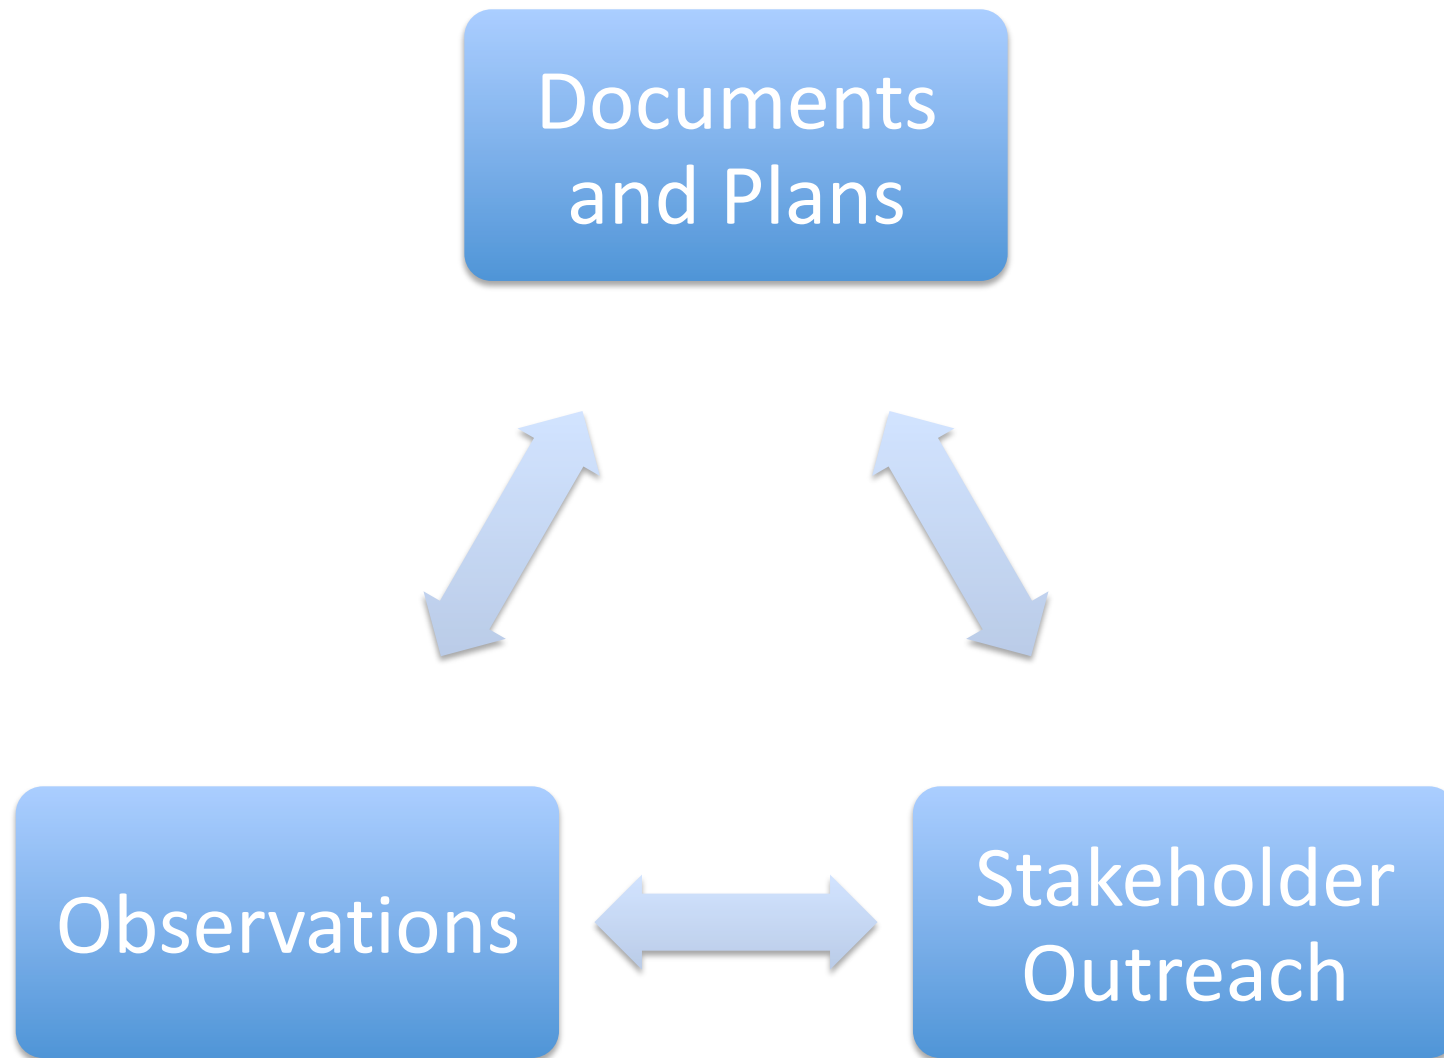 Documents
and Plans
Observations
Stakeholder
Outreach